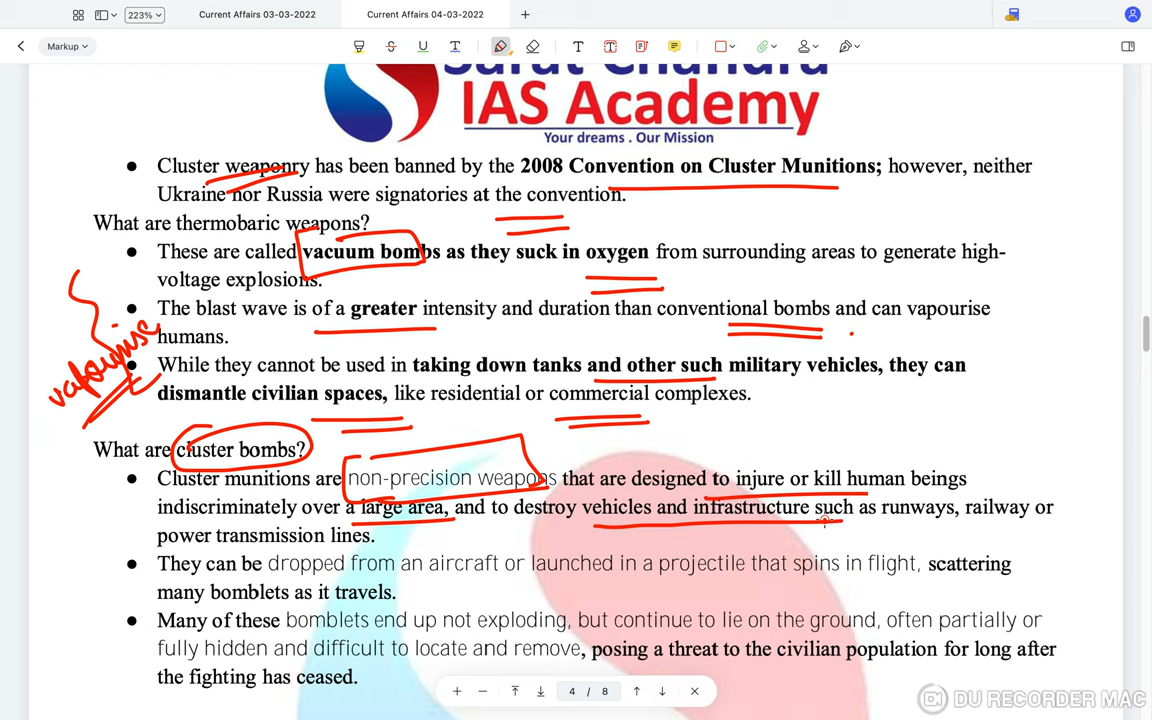 223%
Current Affairs 03-03-2022
Current Affairs 04-03-2022
Markup
Sarat Chandra
IAS Academy
Your dreams . Our Mission
● Cluster weaponry has been banned by the 2008 Convention on Cluster Munitions; however, neither
Ukraine nor Russia were signatories at the convention.
What are thermobaric weapons?
● These are called vacuum bombs as they suck in oxygen from surrounding areas to generate high-
voltage explosions.
● The blast wave is of a greater intensity and duration than conventional bombs and can vapourise
humans.
vapourise
● While they cannot be used in taking down tanks and other such military vehicles, they can
dismantle civilian spaces, like residential or commercial complexes.
What are cluster bombs?
● Cluster munitions are non-precision weapons that are designed to injure or kill human beings
indiscriminately over a large area, and to destroy vehicles and infrastructure such as runways, railway or
power transmission lines.
● They can be dropped from an aircraft or launched in a projectile that spins in flight, scattering
many bomblets as it travels.
● Many of these bomblets end up not exploding, but continue to lie on the ground, often partially or
fully hidden and difficult to locate and remove, posing a threat to the civilian population for long after
the fighting has ceased.
4 / 8
DU RECORDER MAC